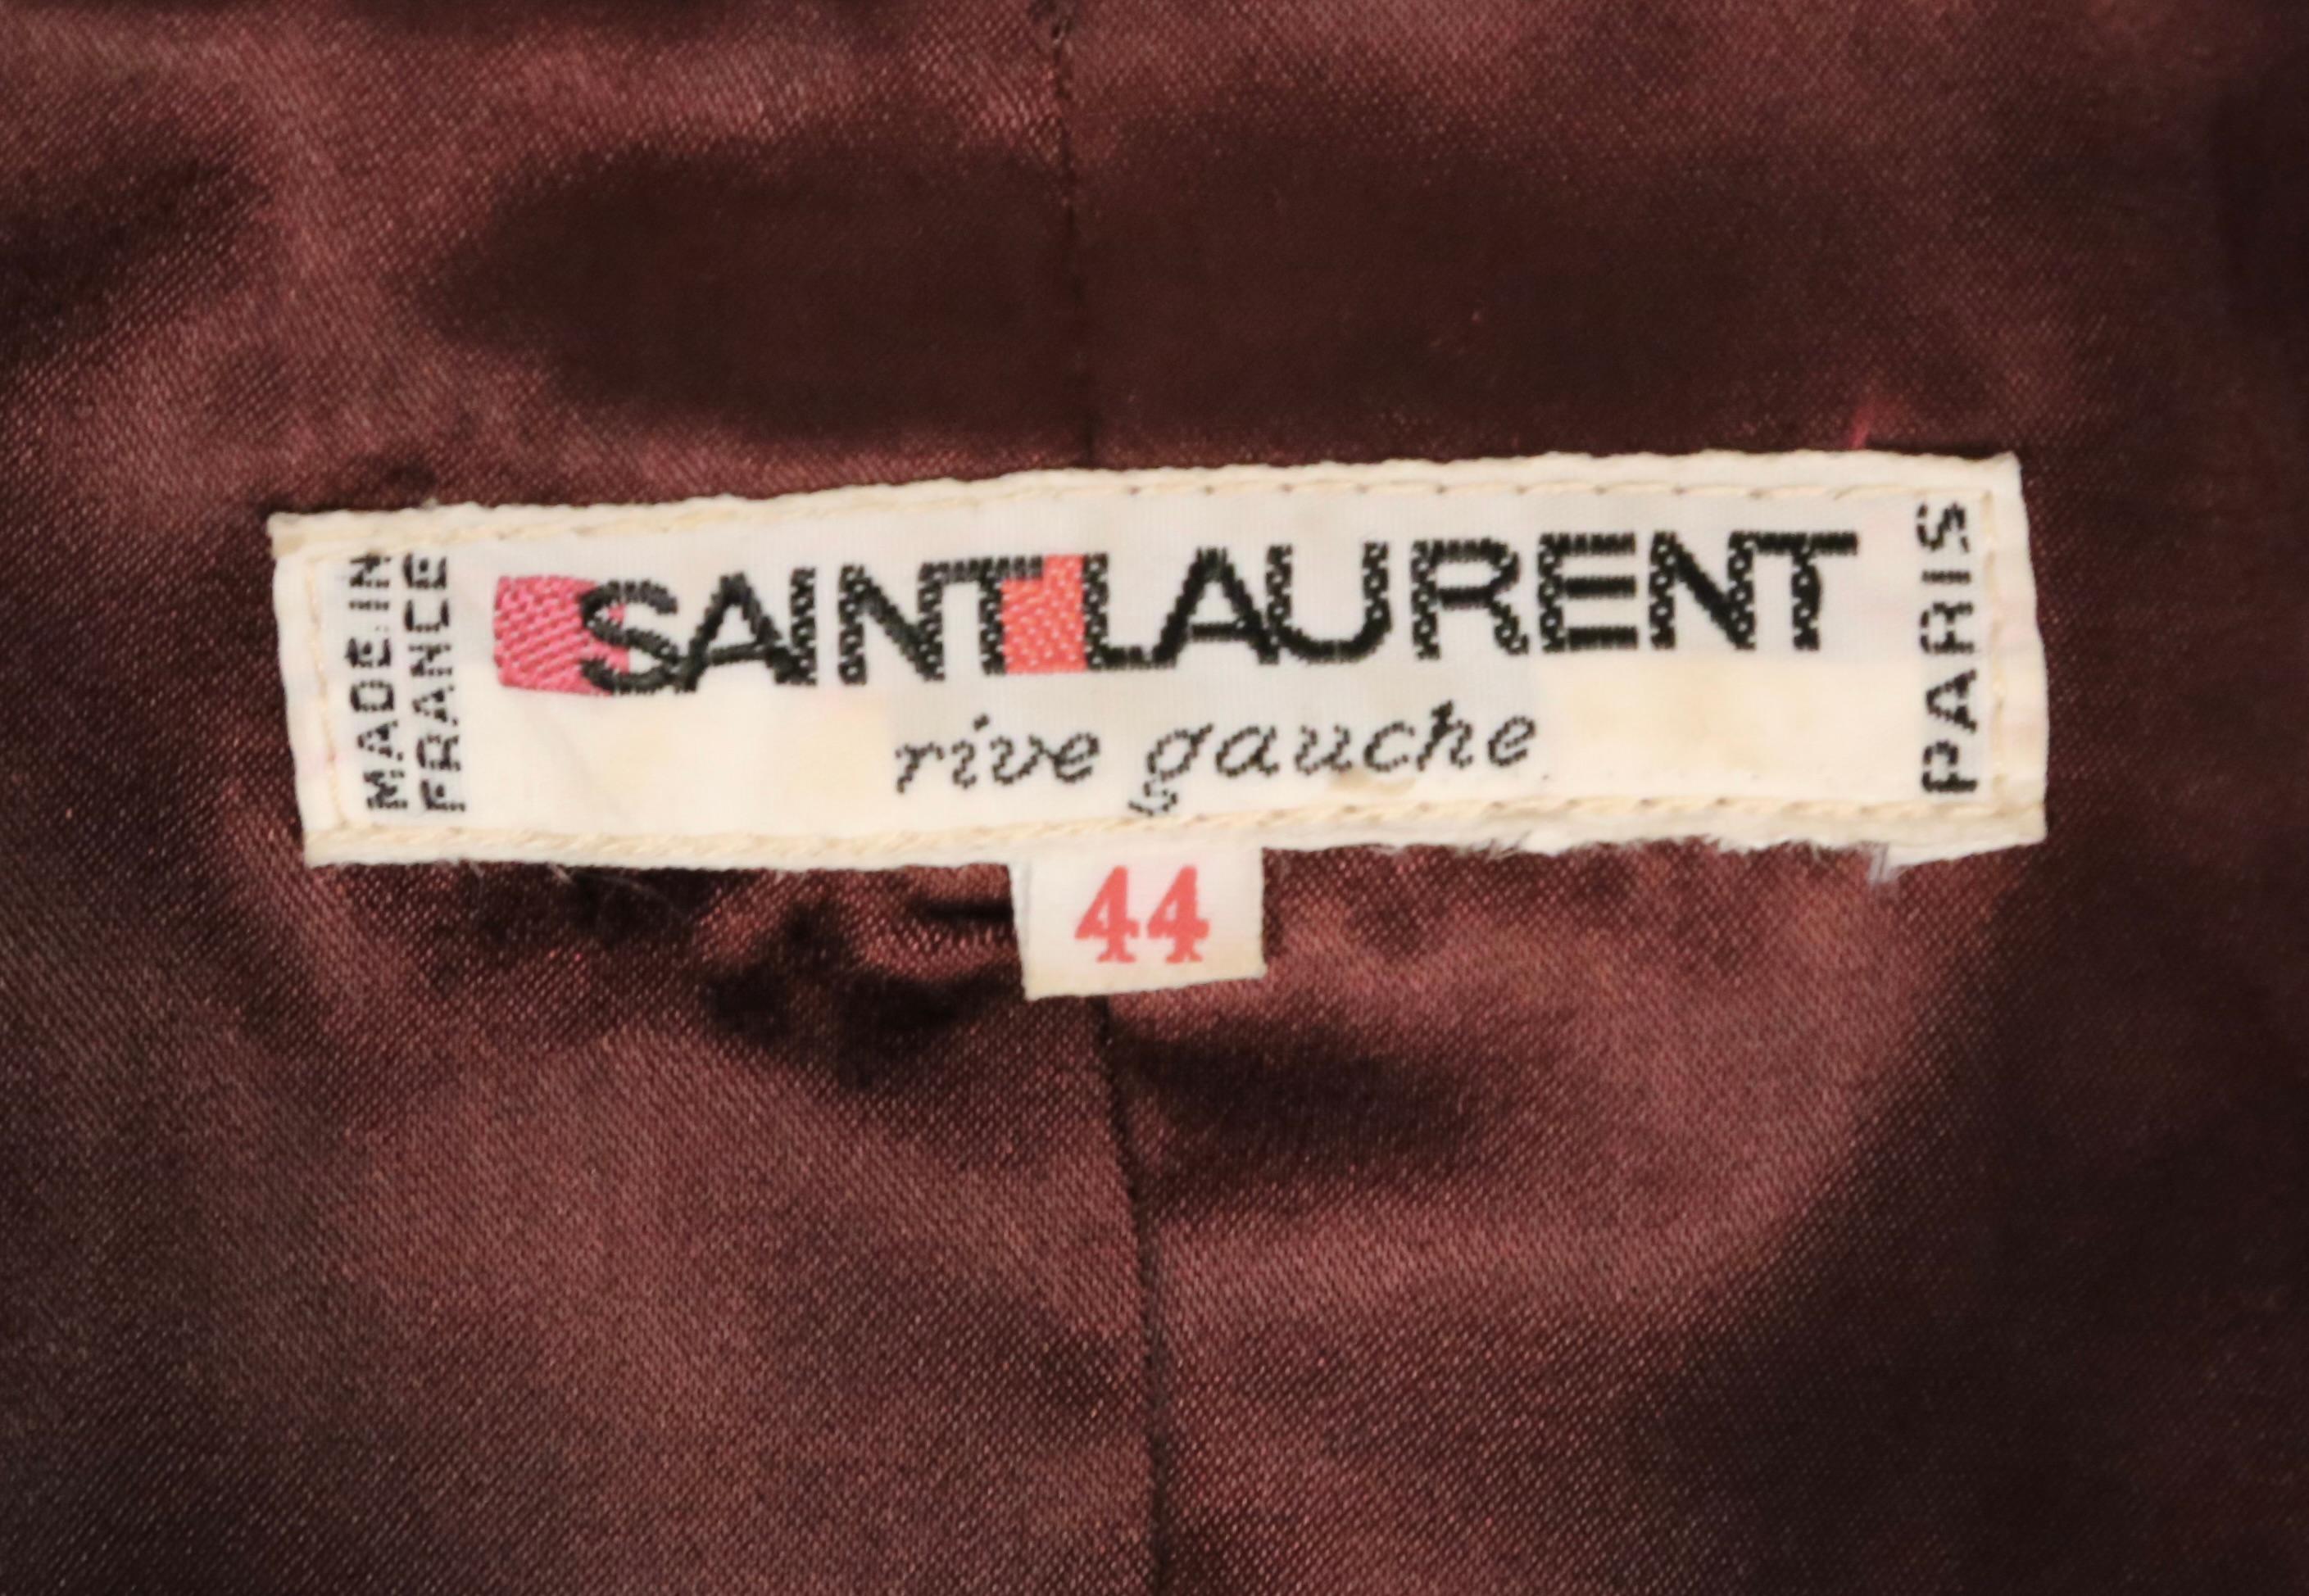 MADE IN
FRANCE
SAINT LAURENT
rive gauche
PARIS
44